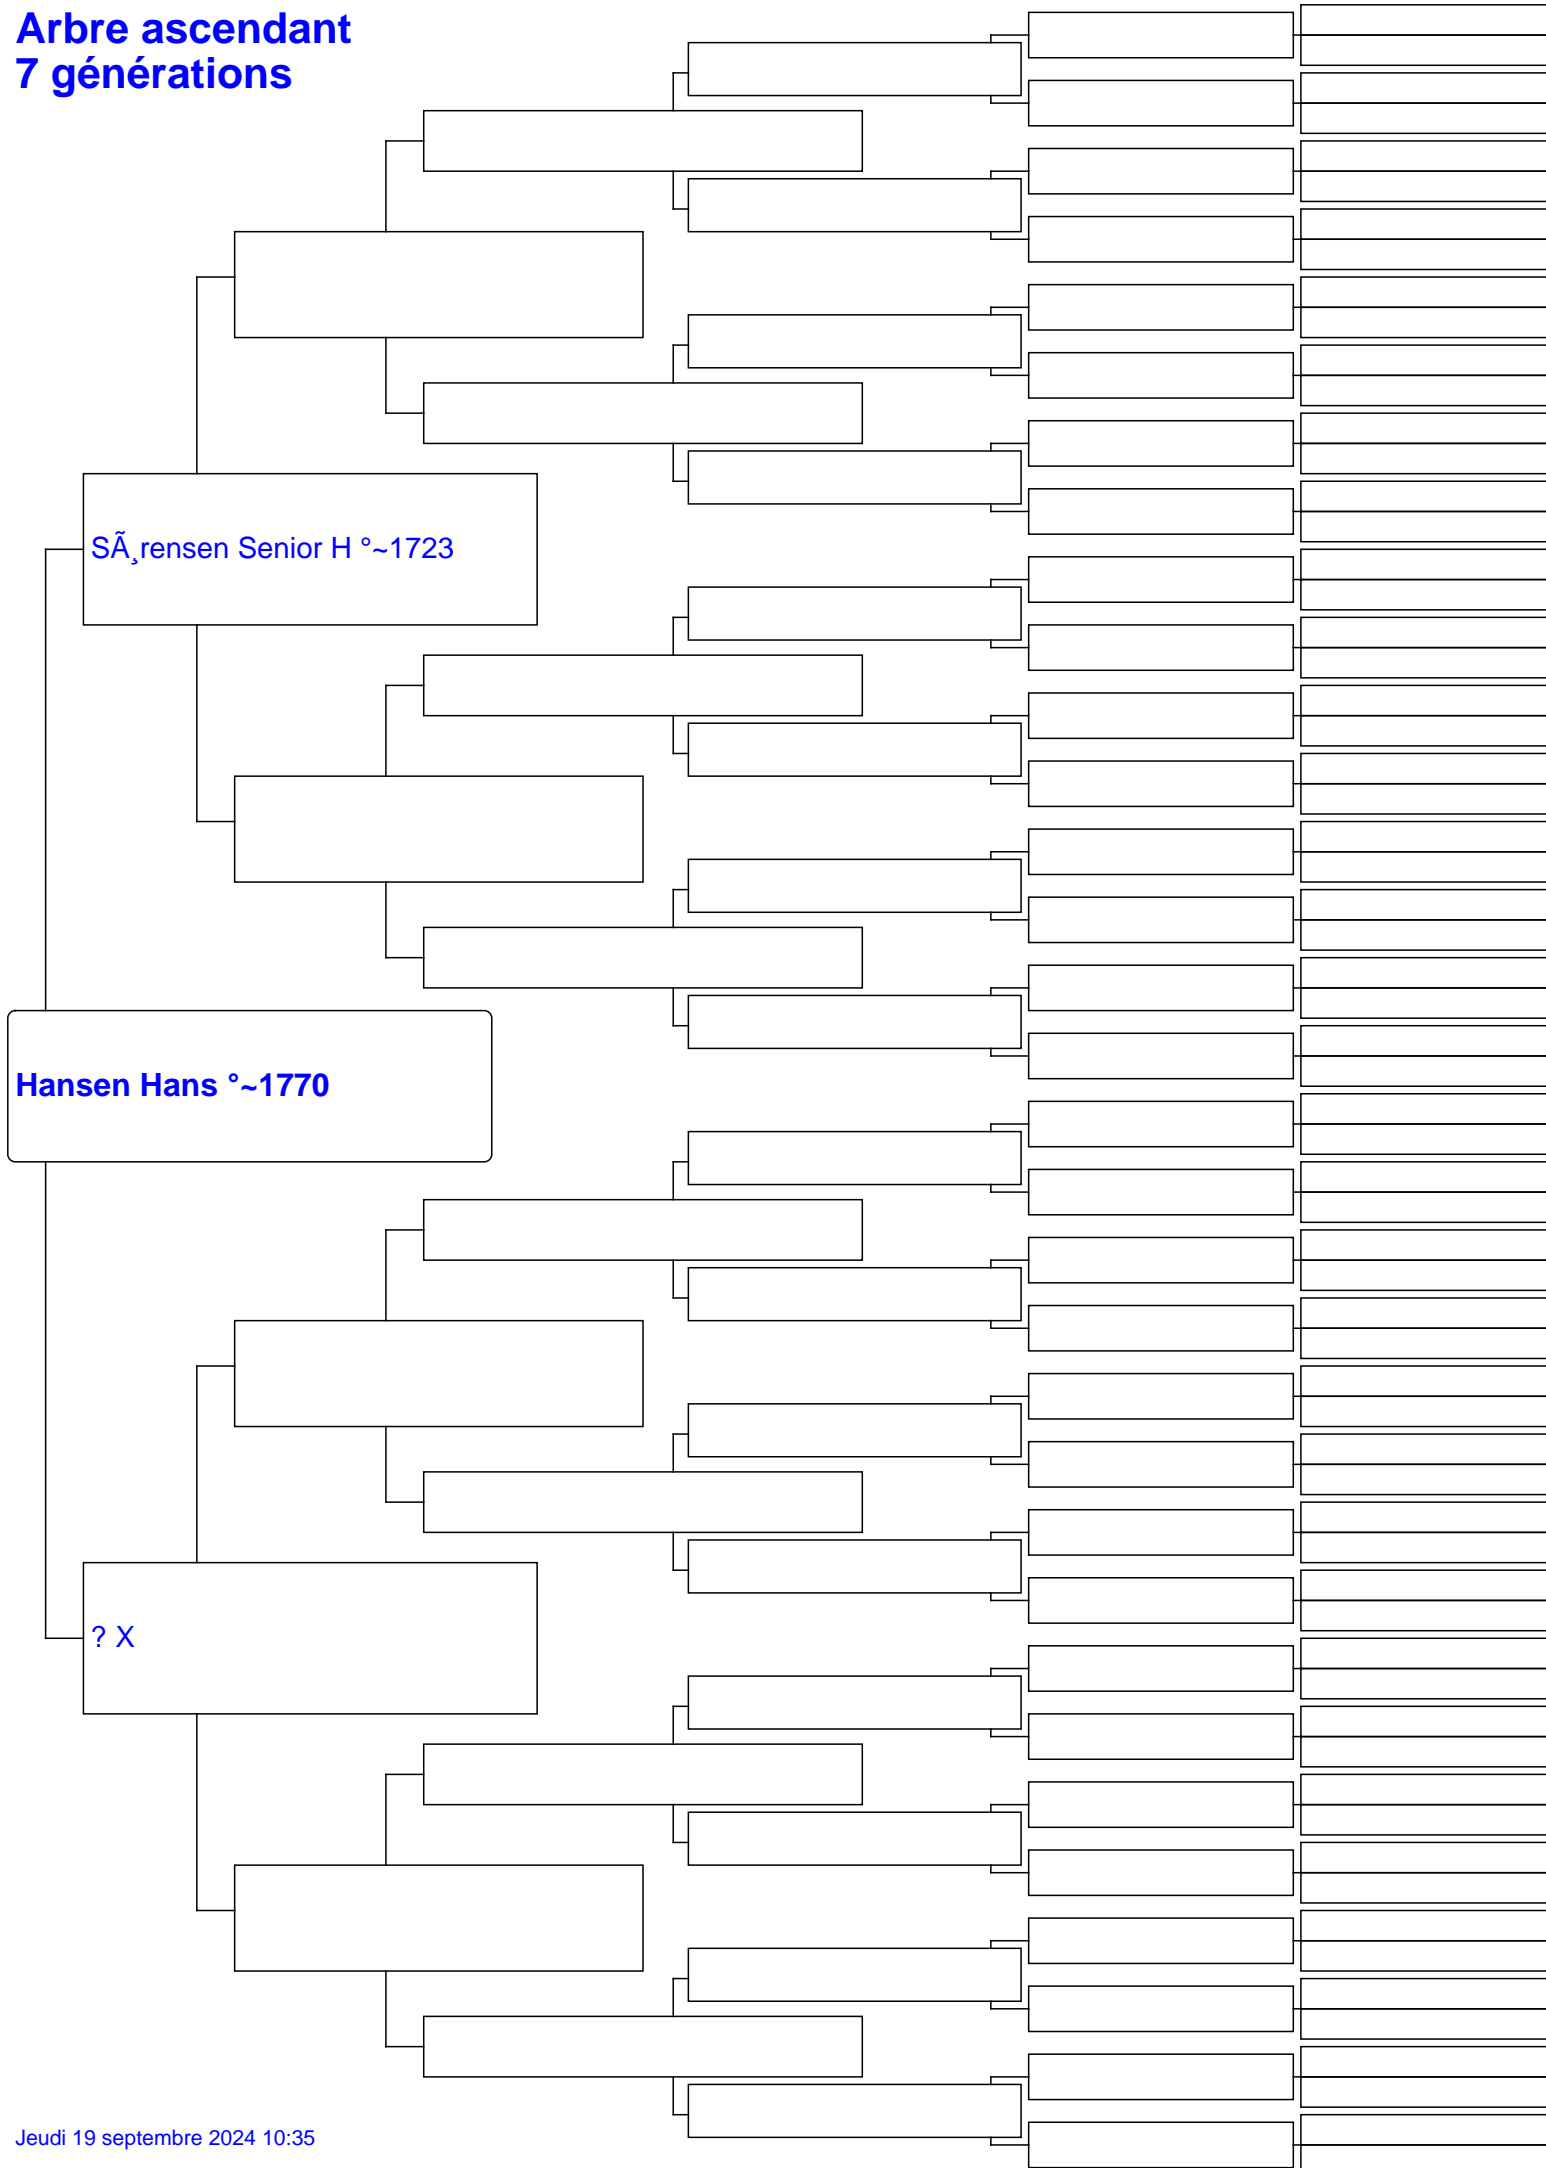 Arbre ascendant
7 générations
SÃ¸rensen Senior H °~1723
Hansen Hans °~1770
? X
Jeudi 19 septembre 2024 10:35